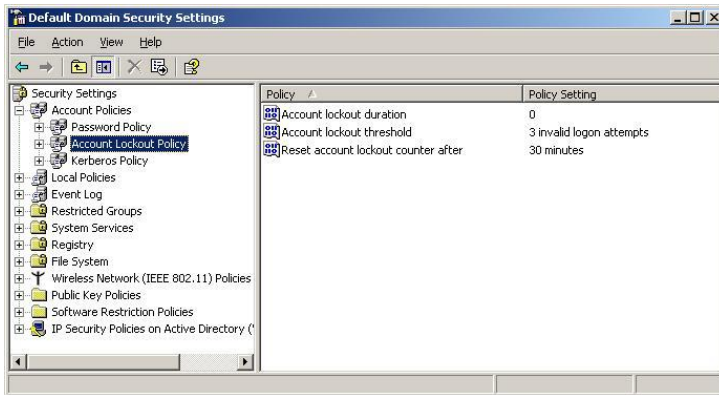 Default Domain Security Settings
File Action View Help
Security Settings
Account Policies
Password Policy
Account Lockout Policy
Kerberos Policy
Local Policies
Event Log
Restricted Groups
System Services
Registry
File System
Wireless Network (IEEE 802.11) Policies
Public Key Policies
Software Restriction Policies
IP Security Policies on Active Directory ('
Policy Policy Setting
Account lockout duration 0
Account lockout threshold 3 invalid logon attempts
Reset account lockout counter after 30 minutes